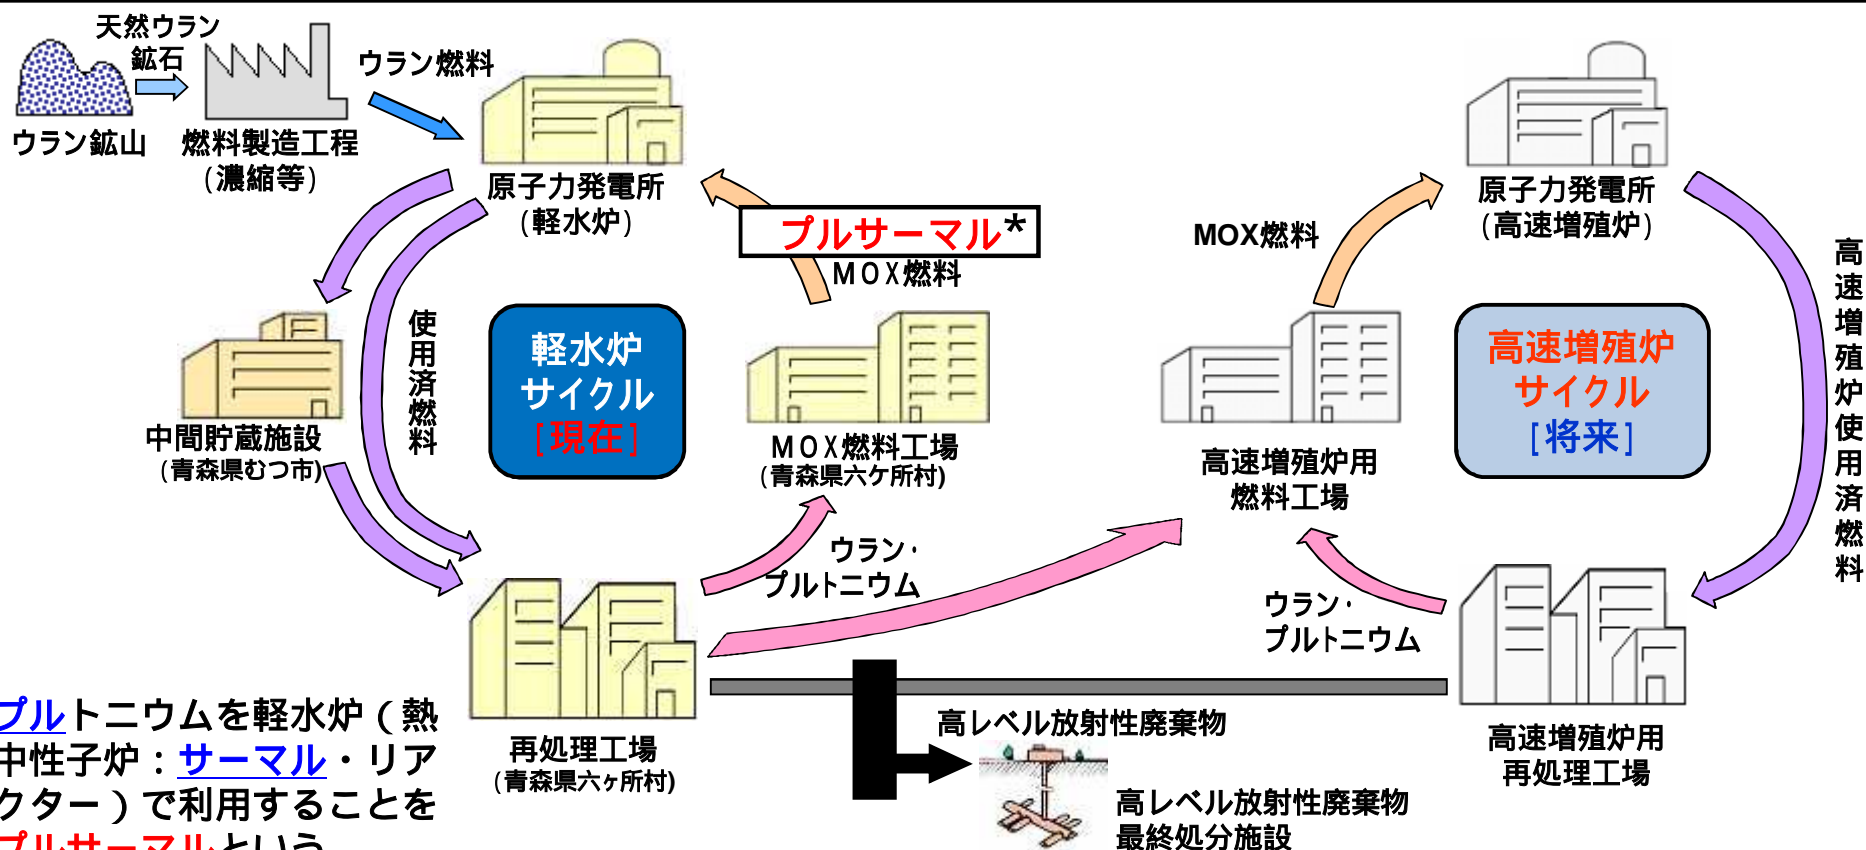 天然ウラン
鉱石
ウラン鉱山
燃料製造工程
(濃縮等)
ウラン燃料
原子力発電所
(軽水炉)
プルサーマル*
MOX燃料
使用済燃料
中間貯蔵施設
(青森県むつ市)
軽水炉
サイクル
[現在]
MOX燃料工場
(青森県六ケ所村)
ウラン・
プルトニウム
再処理工場
(青森県六ヶ所村)
原子力発電所
(高速増殖炉)
MOX燃料
高速増殖炉使用済燃料
高速増殖炉
サイクル
[将来]
高速増殖炉用
燃料工場
ウラン・
プルトニウム
高速増殖炉用
再処理工場
高レベル放射性廃棄物
高レベル放射性廃棄物
最終処分施設
プルトニウムを軽水炉(熱
中性子炉:サーマル・リア
クター)で利用することを
プルサーマルという